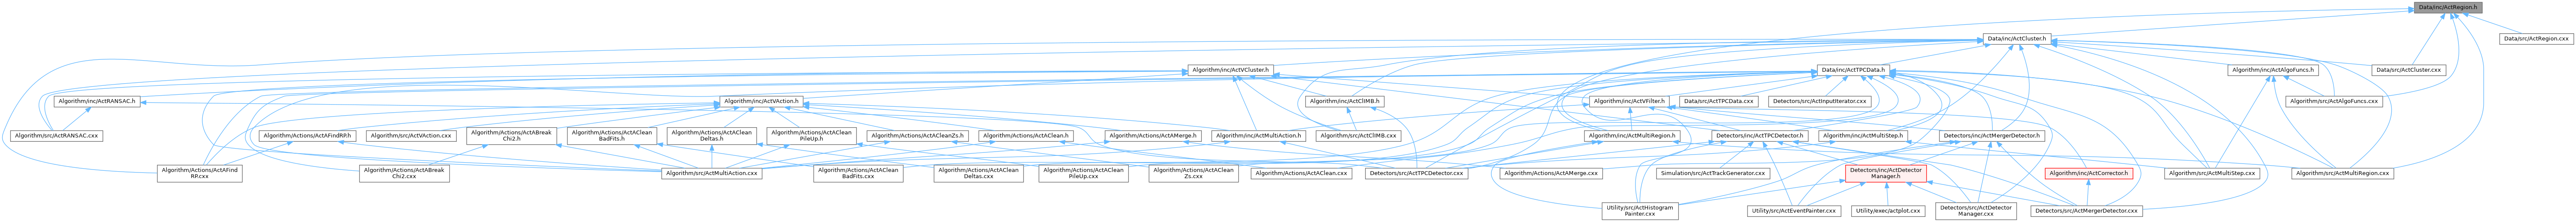 Data/inc/ActRegion.h
Data/inc/ActCluster.h
Data/src/ActRegion.cxx
Algorithm/inc/ActVCluster.h
Data/inc/ActTPCData.h
Algorithm/inc/ActAlgoFuncs.h
Data/src/ActCluster.cxx
Algorithm/inc/ActRANSAC.h
Algorithm/inc/ActVAction.h
Algorithm/inc/ActCliMB.h
Algorithm/inc/ActVFilter.h
Data/src/ActTPCData.cxx
Detectors/src/ActInputIterator.cxx
Algorithm/src/ActAlgoFuncs.cxx
Algorithm/src/ActRANSAC.cxx
Algorithm/Actions/ActAFindRP.h
Algorithm/src/ActVAction.cxx
Algorithm/Actions/ActABreak
Chi2.h
Algorithm/Actions/ActAClean
BadFits.h
Algorithm/Actions/ActAClean
Deltas.h
Algorithm/Actions/ActAClean
PileUp.h
Algorithm/Actions/ActACleanZs.h
Algorithm/Actions/ActAClean.h
Algorithm/Actions/ActAMerge.h
Algorithm/inc/ActMultiAction.h
Algorithm/src/ActCliMB.cxx
Algorithm/inc/ActMultiRegion.h
Detectors/inc/ActTPCDetector.h
Algorithm/inc/ActMultiStep.h
Detectors/inc/ActMergerDetector.h
Algorithm/Actions/ActAFind
RP.cxx
Algorithm/Actions/ActABreak
Chi2.cxx
Algorithm/src/ActMultiAction.cxx
Algorithm/Actions/ActAClean
BadFits.cxx
Algorithm/Actions/ActAClean
Deltas.cxx
Algorithm/Actions/ActAClean
PileUp.cxx
Algorithm/Actions/ActAClean
Zs.cxx
Algorithm/Actions/ActAClean.cxx
Detectors/src/ActTPCDetector.cxx
Algorithm/Actions/ActAMerge.cxx
Simulation/src/ActTrackGenerator.cxx
Detectors/inc/ActDetector
Manager.h
Algorithm/inc/ActCorrector.h
Algorithm/src/ActMultiStep.cxx
Algorithm/src/ActMultiRegion.cxx
Utility/src/ActHistogram
Painter.cxx
Utility/src/ActEventPainter.cxx
Utility/exec/actplot.cxx
Detectors/src/ActDetector
Manager.cxx
Detectors/src/ActMergerDetector.cxx